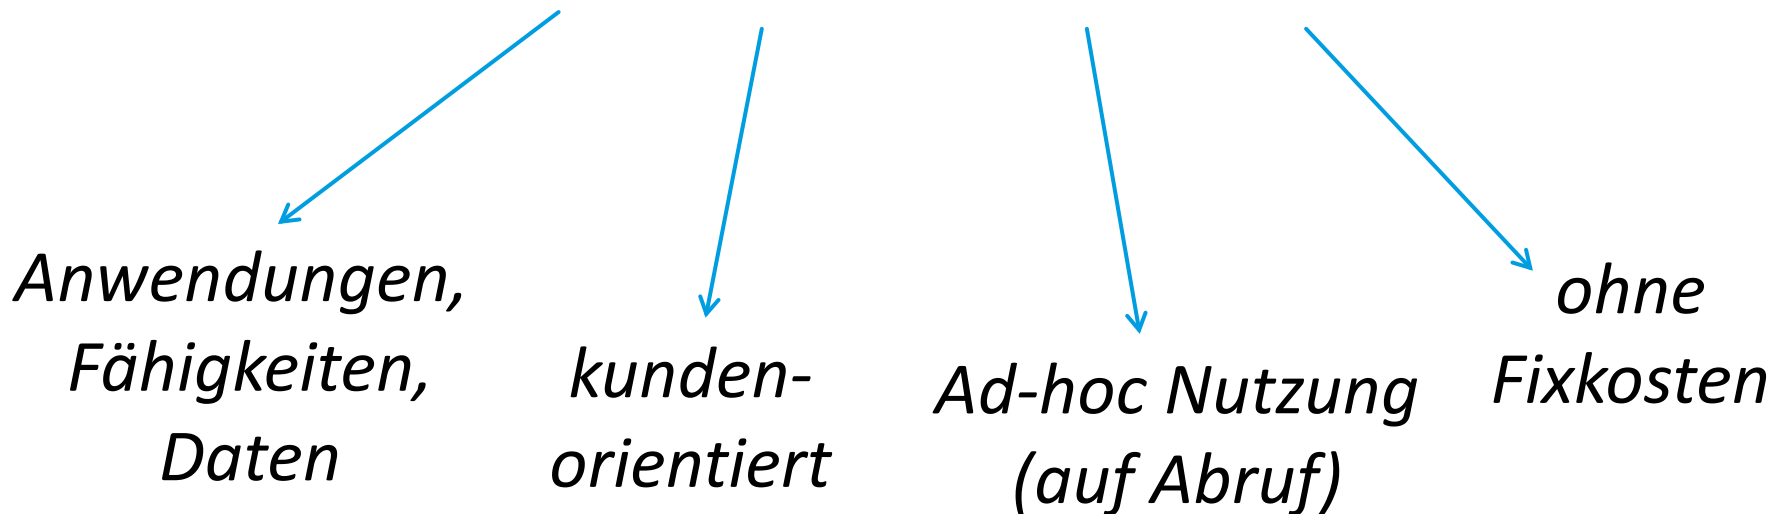 Anwendungen,
Fähigkeiten,
Daten
kunden-
orientiert
Ad-hoc Nutzung
(auf Abruf)
ohne
Fixkosten